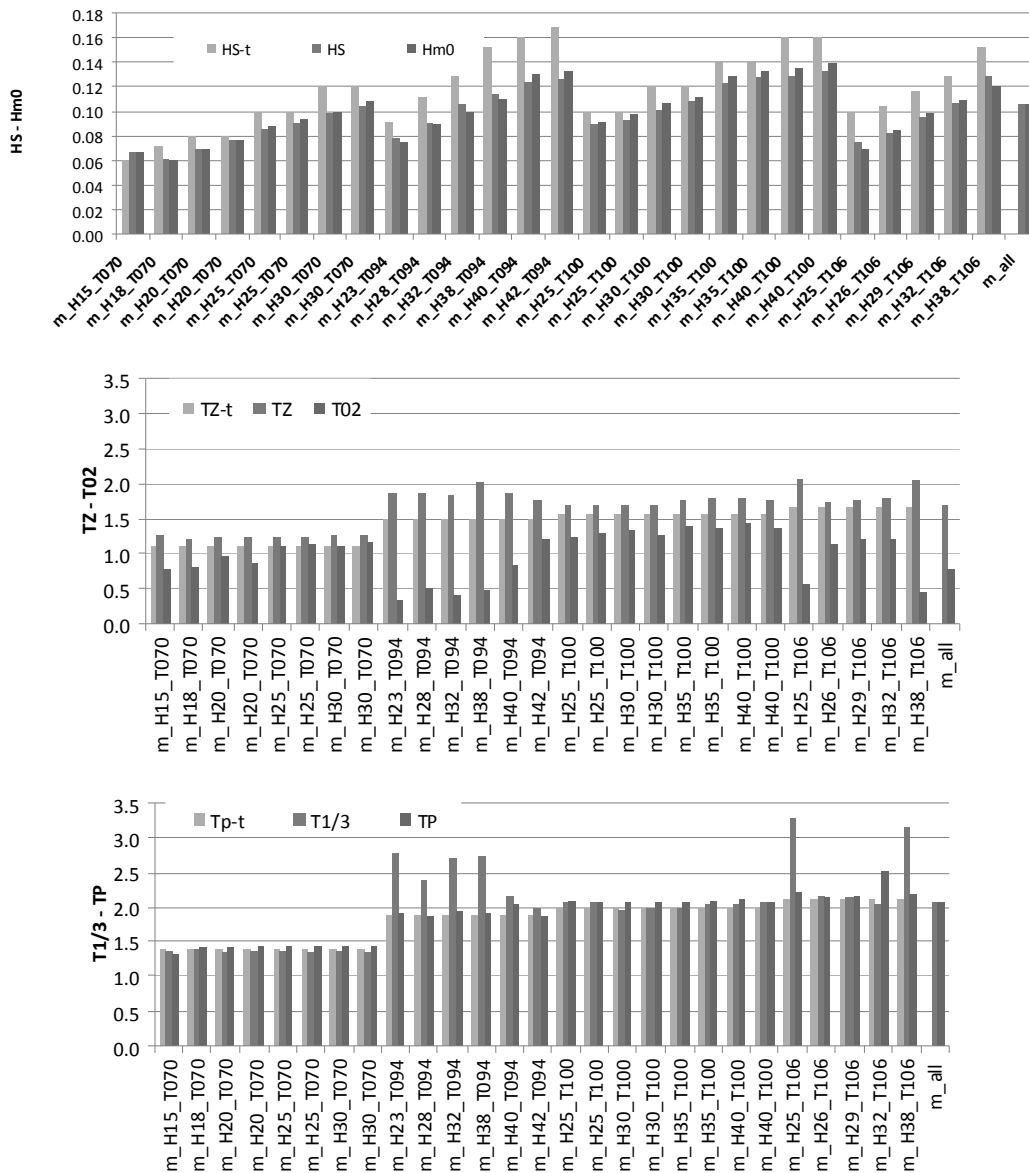 0.18
0.16
0.14
0.12
0.10
0.08
0.06
0.04
0.02
0.00
HS - Hm0
HS-t HS Hm0
m_H15_T070
m_H18_T070
m_H20_T070
m_H20_T070
m_H25_T070
m_H25_T070
m_H30_T070
m_H30_T070
m_H23_T094
m_H28_T094
m_H32_T094
m_H38_T094
m_H40_T094
m_H42_T094
m_H25_T100
m_H25_T100
m_H30_T100
m_H30_T100
m_H35_T100
m_H35_T100
m_H40_T100
m_H40_T100
m_H25_T106
m_H26_T106
m_H29_T106
m_H32_T106
m_H38_T106
m_all
3.5
3.0
2.5
2.0
1.5
1.0
0.5
0.0
TZ - T02
TZ-t TZ T02
m_H15_T070
m_H18_T070
m_H20_T070
m_H20_T070
m_H25_T070
m_H25_T070
m_H30_T070
m_H30_T070
m_H23_T094
m_H28_T094
m_H32_T094
m_H38_T094
m_H40_T094
m_H42_T094
m_H25_T100
m_H25_T100
m_H30_T100
m_H30_T100
m_H35_T100
m_H35_T100
m_H40_T100
m_H40_T100
m_H25_T106
m_H26_T106
m_H29_T106
m_H32_T106
m_H38_T106
m_all
3.5
3.0
2.5
2.0
1.5
1.0
0.5
0.0
T1/3 - TP
Tp-t T1/3 TP
m_H15_T070
m_H18_T070
m_H20_T070
m_H20_T070
m_H25_T070
m_H25_T070
m_H30_T070
m_H30_T070
m_H23_T094
m_H28_T094
m_H32_T094
m_H38_T094
m_H40_T094
m_H42_T094
m_H25_T100
m_H25_T100
m_H30_T100
m_H30_T100
m_H35_T100
m_H35_T100
m_H40_T100
m_H40_T100
m_H25_T106
m_H26_T106
m_H29_T106
m_H32_T106
m_H38_T106
m_all